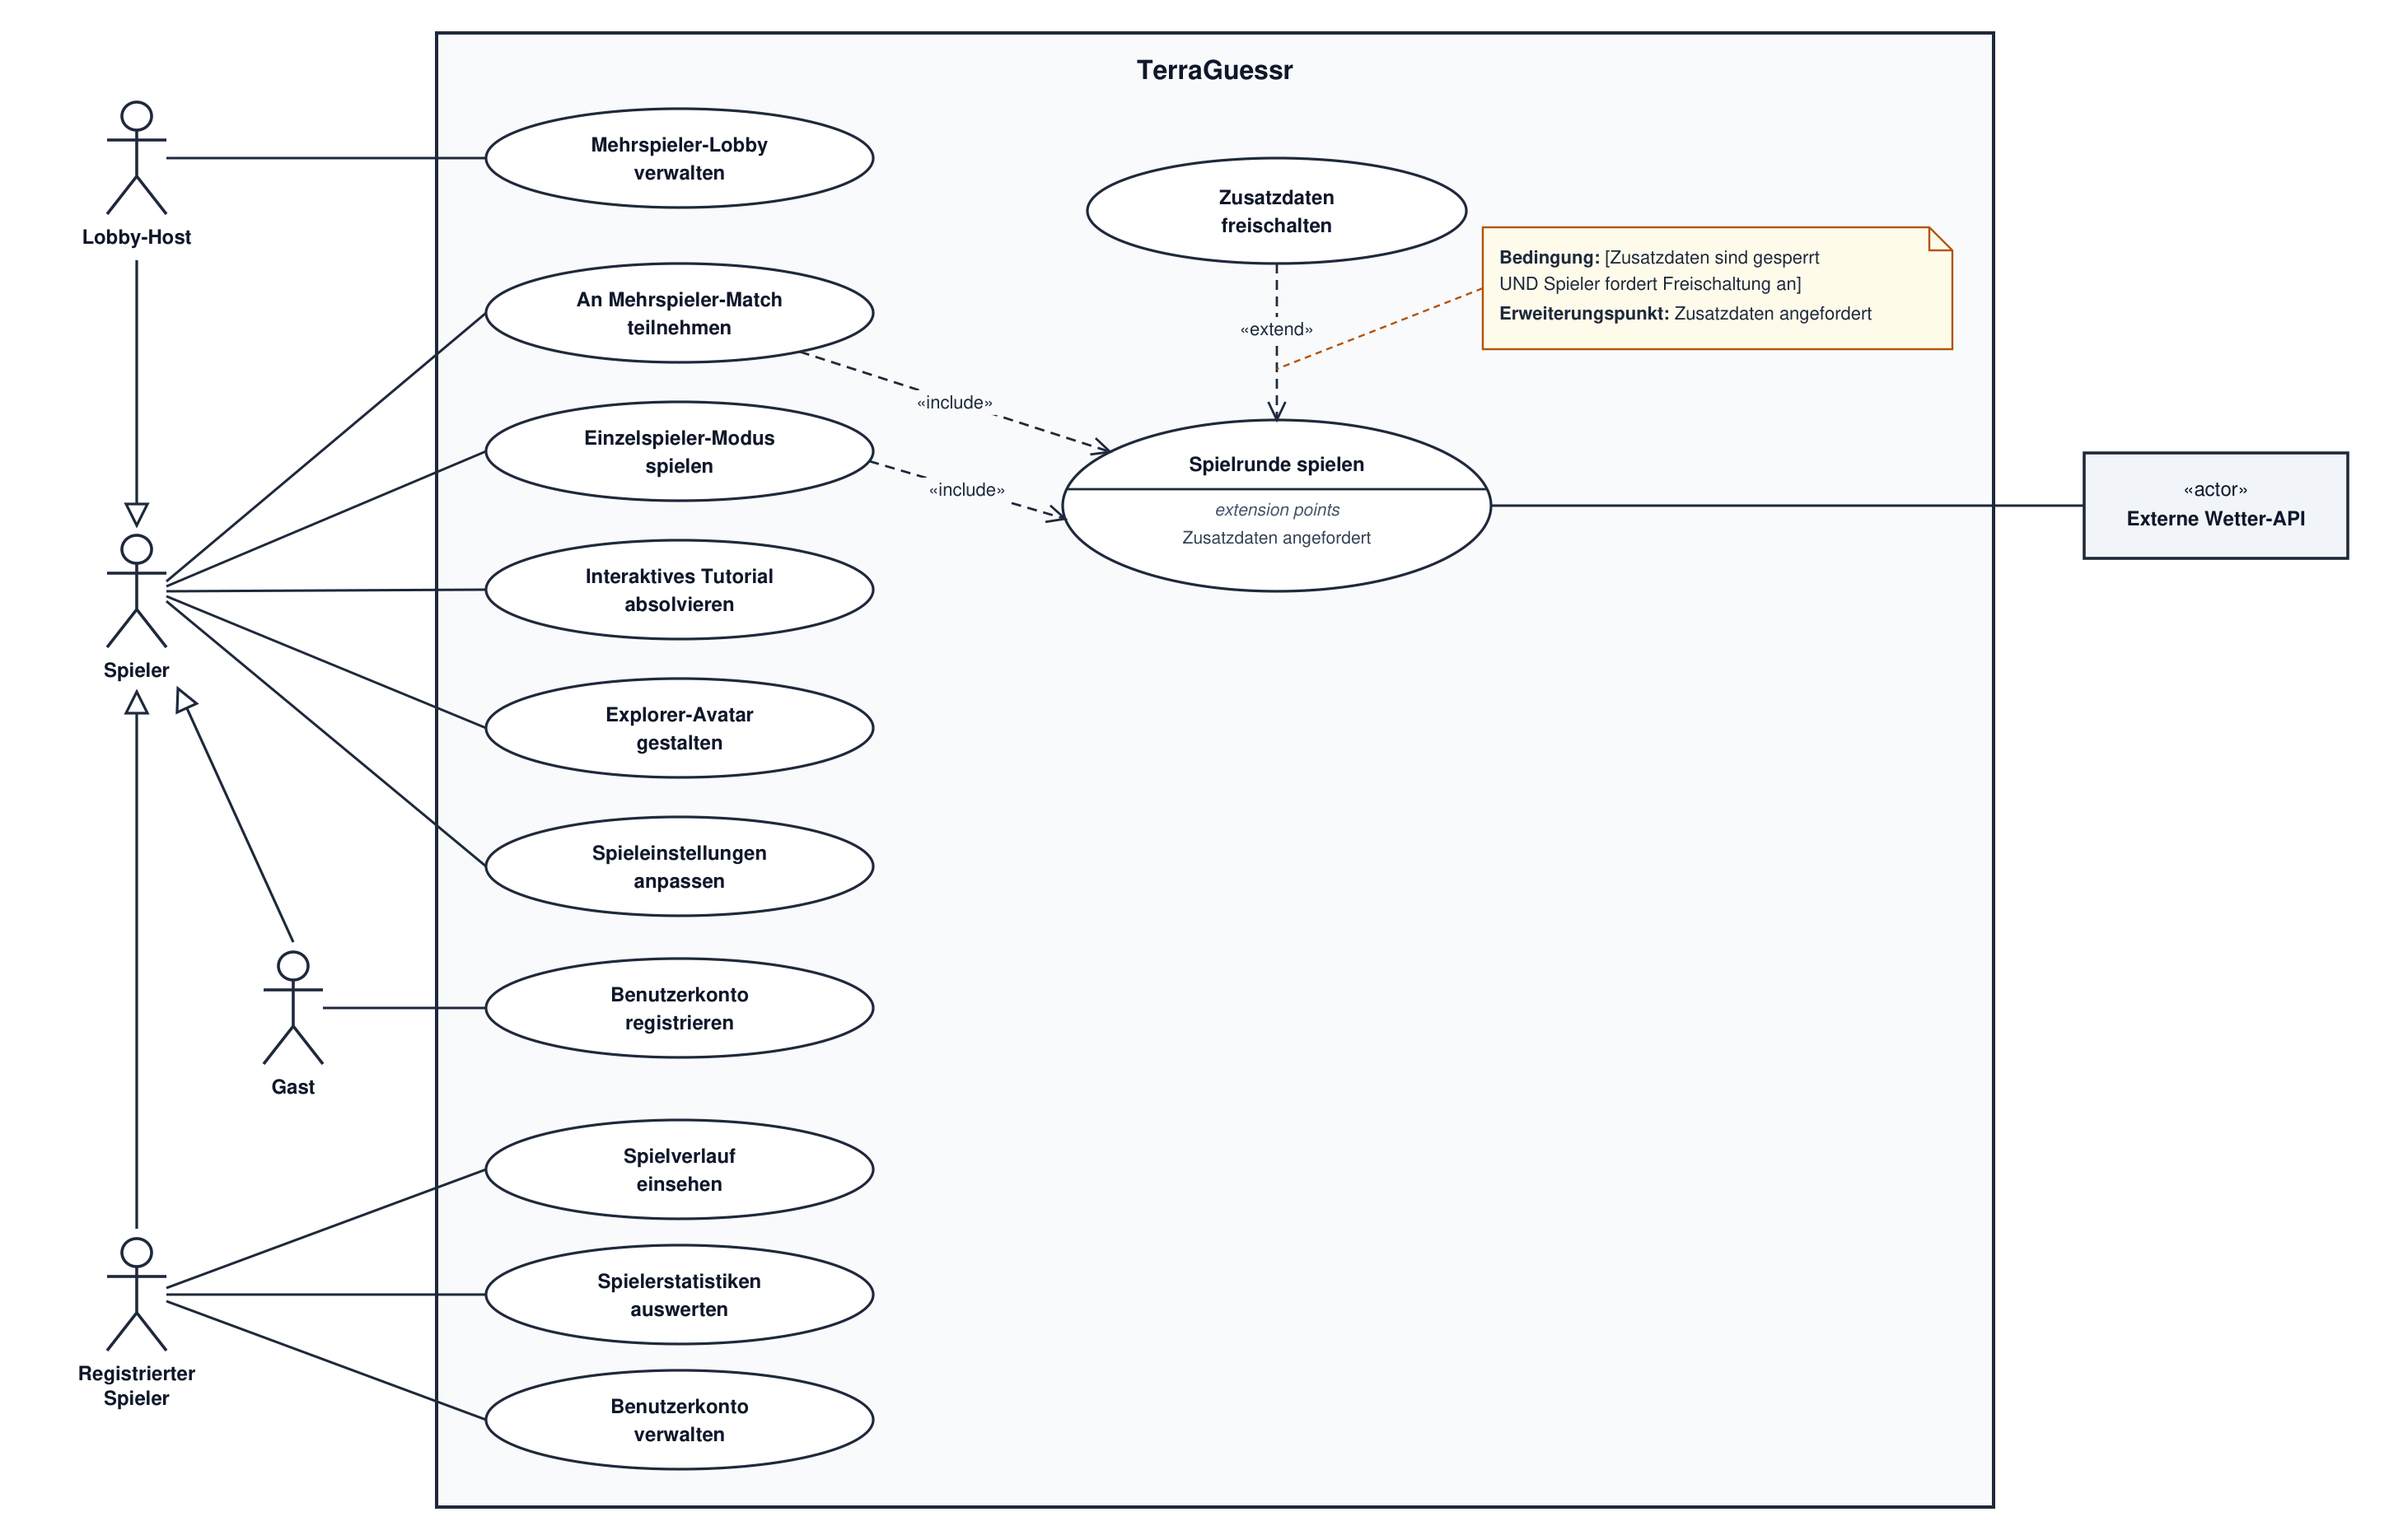 TerraGuessr
Lobby-Host
Mehrspieler-Lobby
verwalten
Zusatzdaten
freischalten
Bedingung: [Zusatzdaten sind gesperrt
UND Spieler fordert Freischaltung an]
Erweiterungspunkt: Zusatzdaten angefordert
An Mehrspieler-Match
teilnehmen
«extend»
«include»
Einzelspieler-Modus
spielen
«include»
Spielrunde spielen
extension points
Zusatzdaten angefordert
«actor»
Externe Wetter-API
Interaktives Tutorial
absolvieren
Spieler
Explorer-Avatar
gestalten
Spieleinstellungen
anpassen
Benutzerkonto
registrieren
Gast
Spielverlauf
einsehen
Spielerstatistiken
auswerten
Registrierter
Spieler
Benutzerkonto
verwalten